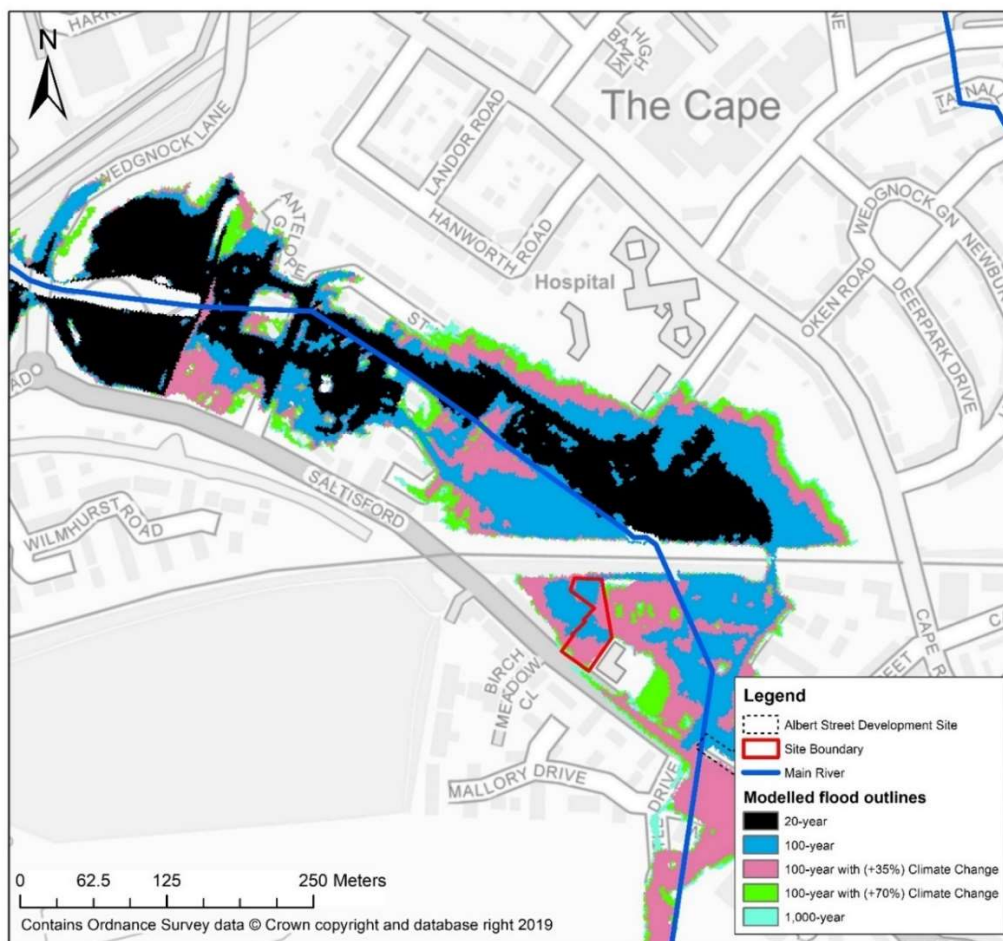 N
WEDGNOCK LANE
HIGH
BANK
The Cape
LANDOR ROAD
HANWORTH
ROAD
ANTELOPE
ST
Hospital
WEDGNOCK GN
OKEN ROAD
DEERPARK DRIVE
SALTISFORD
WILMHURST ROAD
BIRCH
MEADOW
CL
MALLORY DRIVE
DRIVE
0 62.5 125 250 Meters
Contains Ordnance Survey data © Crown copyright and database right 2019
Legend
Albert Street Development Site
Site Boundary
Main River
Modelled flood outlines
20-year
100-year
100-year with (+35%) Climate Change
100-year with (+70%) Climate Change
1,000-year